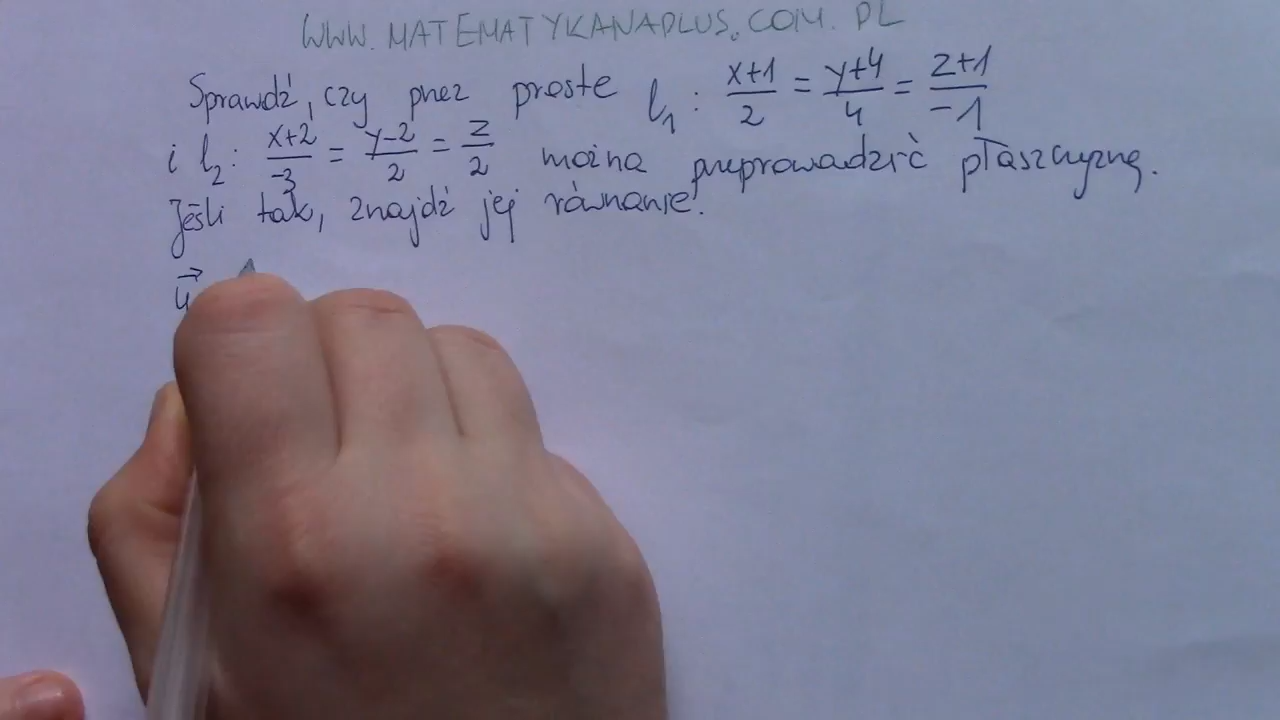 WWW.MATEMATYKANAPLUS.COM.PL
Sprawdź, czy przez proste l₁: (x+1)/2 = (y+4)/4 = (z+1)/-1
i l₂: (x+2)/-3 = (y-2)/2 = z/2 można przeprowadzić płaszczyznę.
Jeśli tak, znajdź jej równanie.